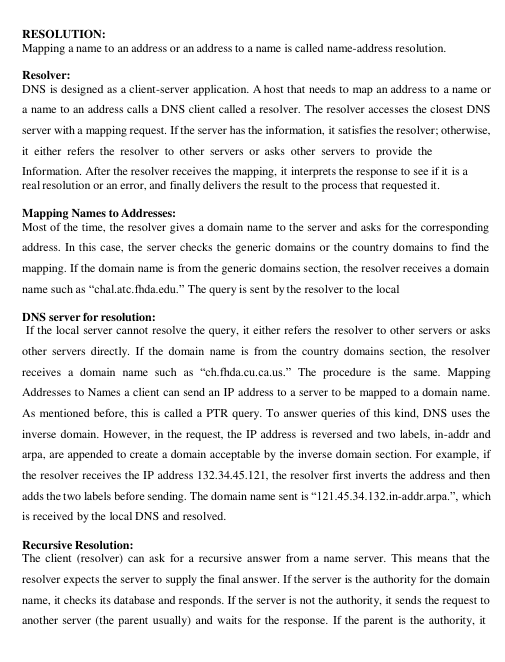 RESOLUTION:
Mapping a name to an address or an address to a name is called name-address resolution.
Resolver:
DNS is designed as a client-server application. A host that needs to map an address to a name or
a name to an address calls a DNS client called a resolver. The resolver accesses the closest DNS
server with a mapping request. If the server has the information, it satisfies the resolver; otherwise,
it either refers the resolver to other servers or asks other servers to provide the
Information. After the resolver receives the mapping, it interprets the response to see if it is a
real resolution or an error, and finally delivers the result to the process that requested it.
Mapping Names to Addresses:
Most of the time, the resolver gives a domain name to the server and asks for the corresponding
address. In this case, the server checks the generic domains or the country domains to find the
mapping. If the domain name is from the generic domains section, the resolver receives a domain
name such as “chal.atc.fhda.edu.” The query is sent by the resolver to the local
DNS server for resolution:
If the local server cannot resolve the query, it either refers the resolver to other servers or asks
other servers directly. If the domain name is from the country domains section, the resolver
receives a domain name such as “ch.fhda.cu.ca.us.” The procedure is the same. Mapping
Addresses to Names a client can send an IP address to a server to be mapped to a domain name.
As mentioned before, this is called a PTR query. To answer queries of this kind, DNS uses the
inverse domain. However, in the request, the IP address is reversed and two labels, in-addr and
arpa, are appended to create a domain acceptable by the inverse domain section. For example, if
the resolver receives the IP address 132.34.45.121, the resolver first inverts the address and then
adds the two labels before sending. The domain name sent is “121.45.34.132.in-addr.arpa.”, which
is received by the local DNS and resolved.
Recursive Resolution:
The client (resolver) can ask for a recursive answer from a name server. This means that the
resolver expects the server to supply the final answer. If the server is the authority for the domain
name, it checks its database and responds. If the server is not the authority, it sends the request to
another server (the parent usually) and waits for the response. If the parent is the authority, it